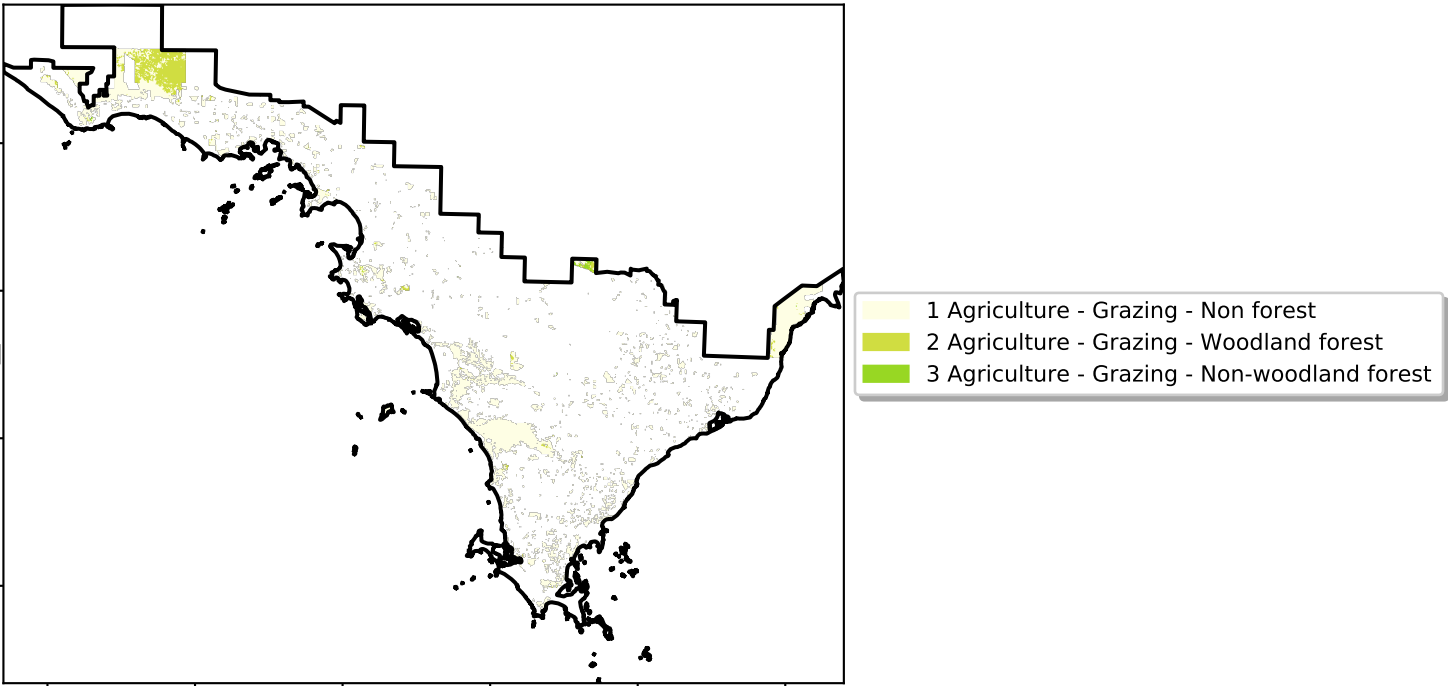 1 Agriculture - Grazing - Non forest
2 Agriculture - Grazing - Woodland forest
3 Agriculture - Grazing - Non-woodland forest